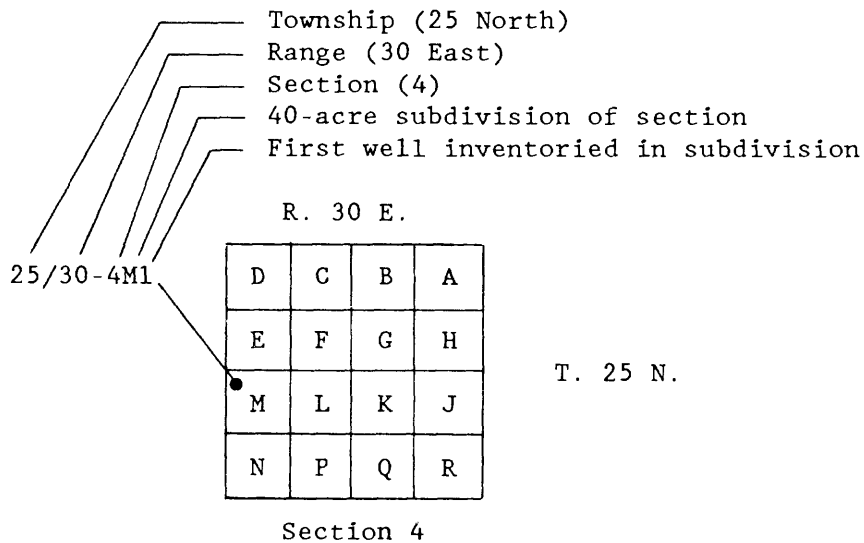 Township (25 North)
Range (30 East)
Section (4)
40-acre subdivision of section
First well inventoried in subdivision
R. 30 E.
25/30-4M1
D C B A
E F G H
T. 25 N.
M L K J
N P Q R
Section 4